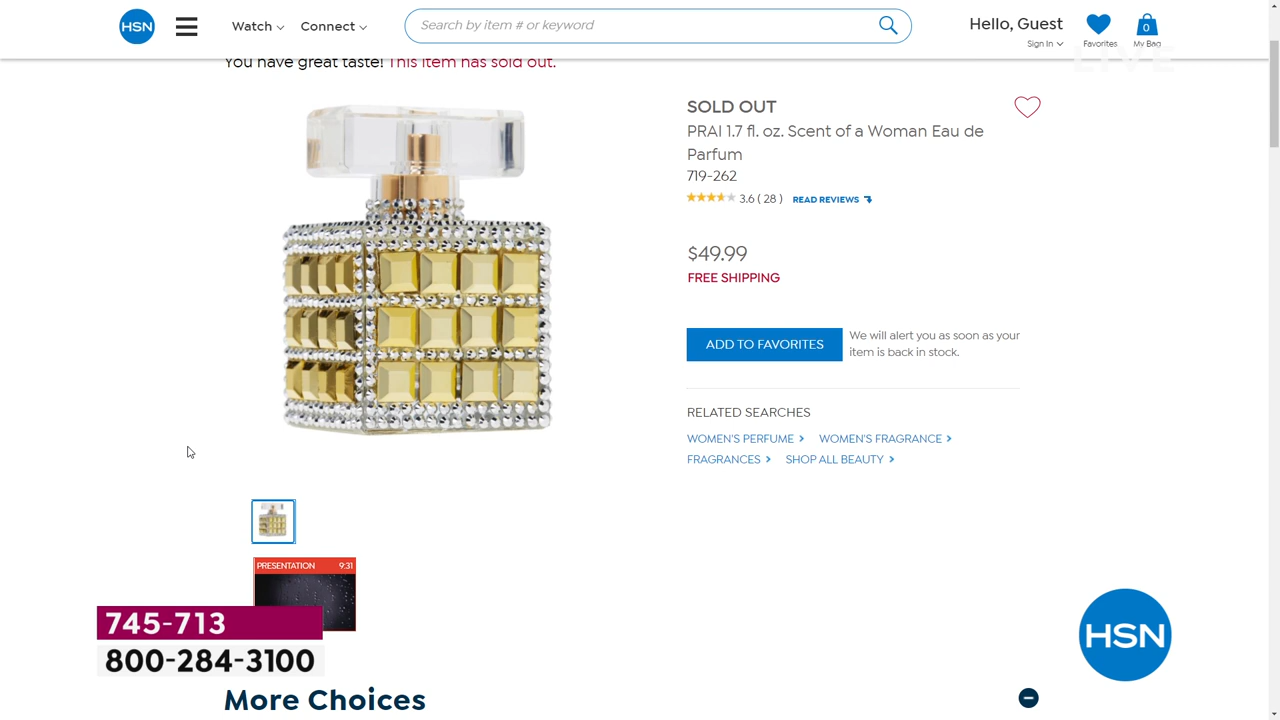 HSN
Watch
Connect
Search by item # or keyword
Hello, Guest
Sign In
Favorites
0
My Bag
LIVE
You have great taste! This item has sold out.
SOLD OUT
PRAI 1.7 fl. oz. Scent of a Woman Eau de
Parfum
719-262
3.6 ( 28 )
READ REVIEWS
$49.99
FREE SHIPPING
ADD TO FAVORITES
We will alert you as soon as your
item is back in stock.
RELATED SEARCHES
WOMEN'S PERFUME
WOMEN'S FRAGRANCE
FRAGRANCES
SHOP ALL BEAUTY
PRESENTATION 9:31
745-713
800-284-3100
HSN
More Choices